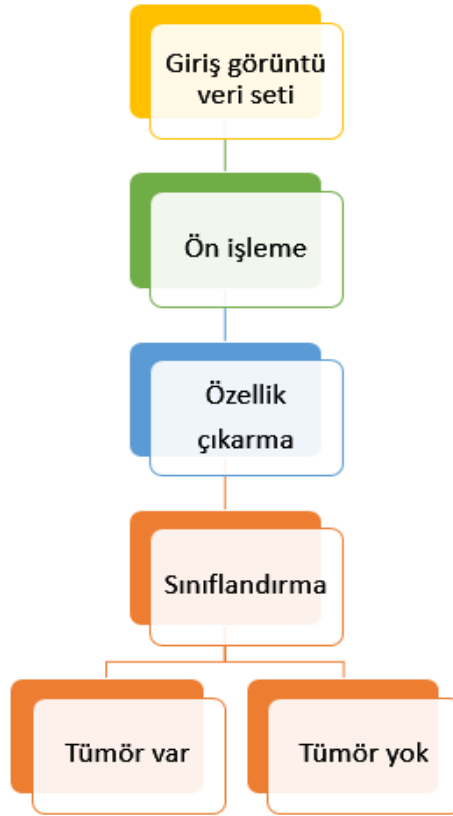 Giriş görüntü
veri seti
Ön işleme
Özellik
çıkarma
Sınıflandırma
Tümör var
Tümör yok